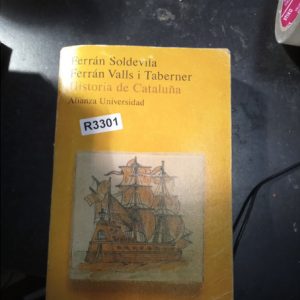 Ferrán Soldevila
Ferrán Valls i Taberner
Historia de Cataluña
Alianza Universidad
R3301